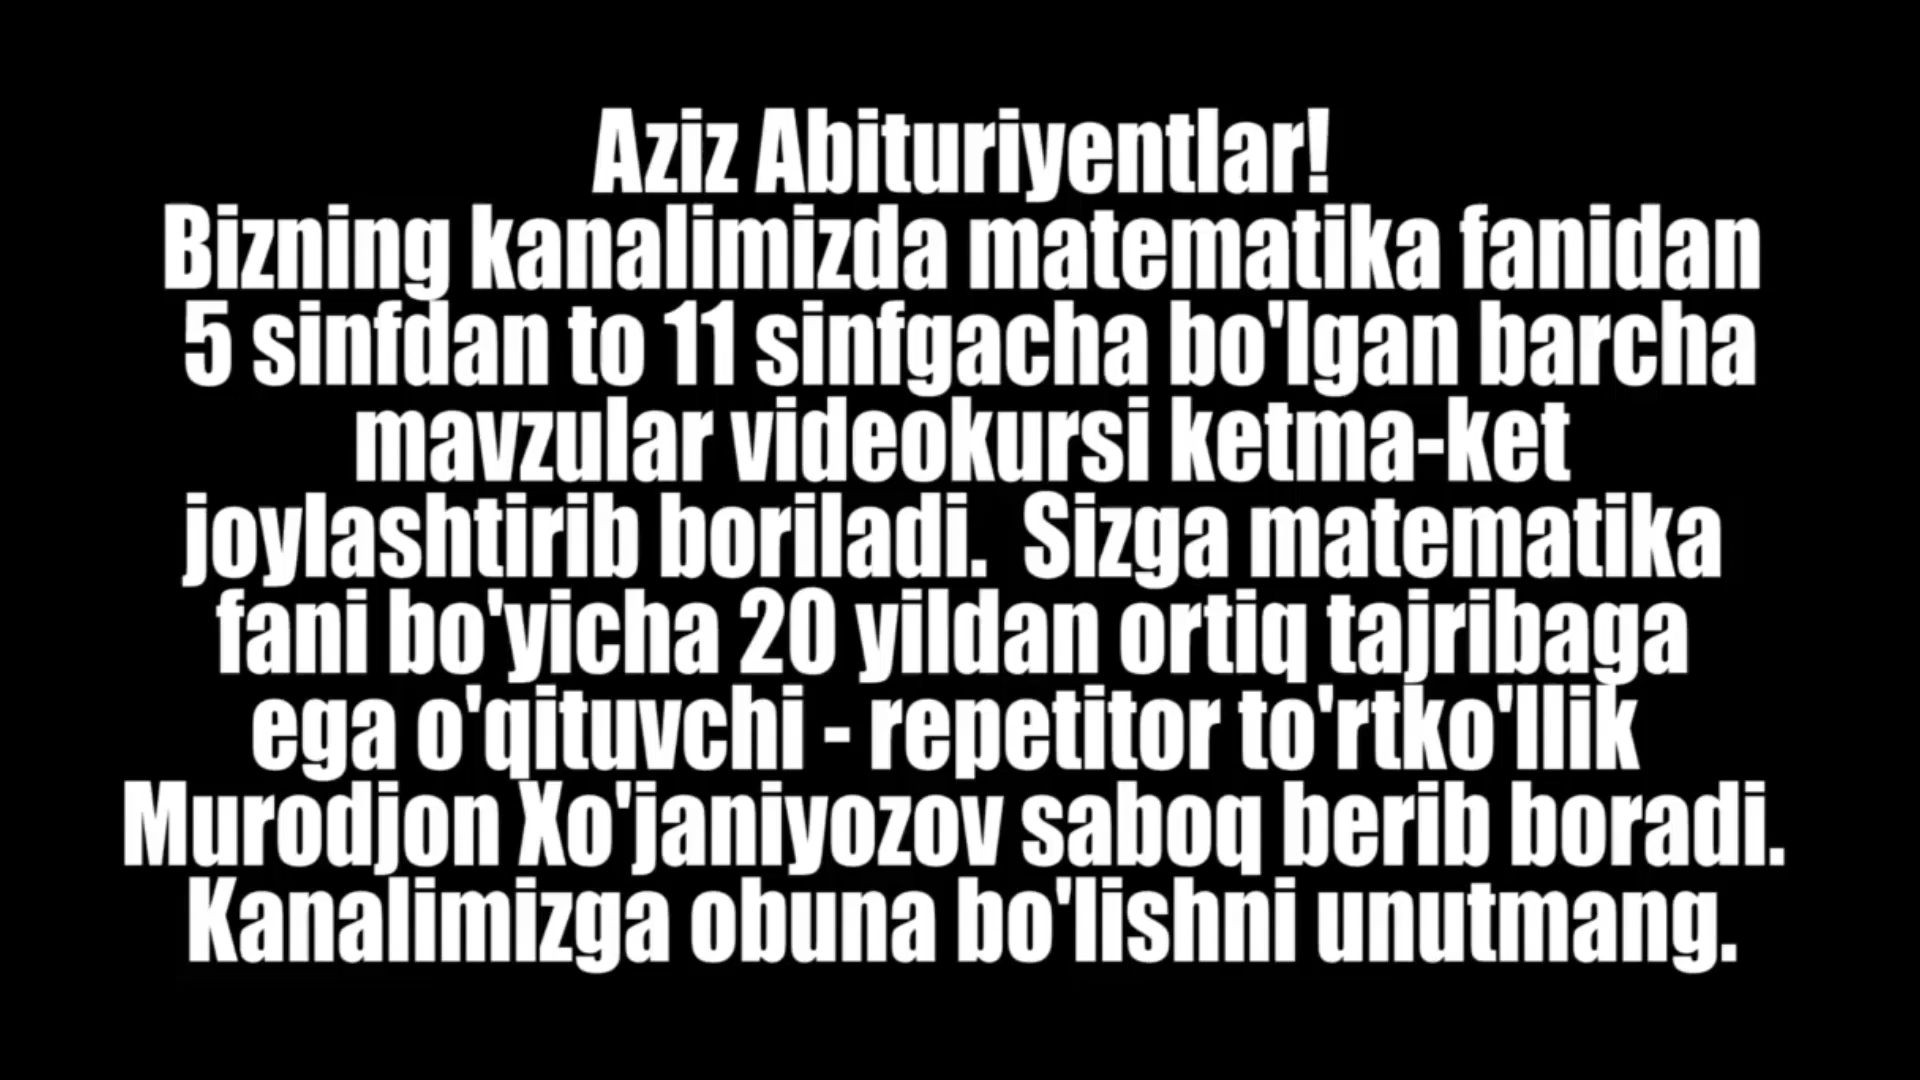 Aziz Abituriyentlar!
Bizning kanalimizda matematika fanidan
5 sinfdan to 11 sinfgacha bo'lgan barcha
mavzular videokursi ketma-ket
joylashtirib boriladi.  Sizga matematika
fani bo'yicha 20 yildan ortiq tajribaga
ega o'qituvchi - repetitor to'rtko'llik
Murodjon Xo'janiyozov saboq berib boradi.
Kanalimizga obuna bo'lishni unutmang.